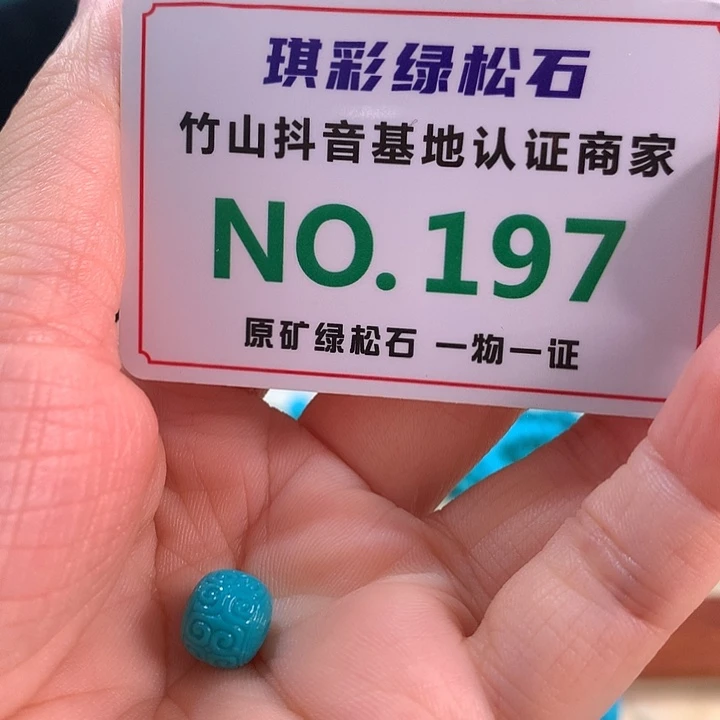 琪彩绿松石
竹山抖音基地认证商家
NO.197
原矿绿松石 一物一证